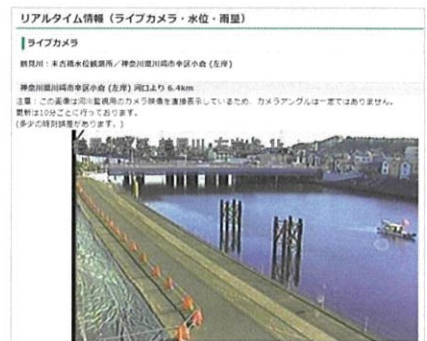 リアルタイム情報（ライブカメラ・水位・雨量）
ライブカメラ
鶴見川：末吉橋水位観測所／神奈川県川崎市幸区小倉 (左岸)
神奈川県川崎市幸区小倉 (左岸) 河口より 6.4km
注意：この画像は河川監視用のカメラ映像を直接表示しているため、カメラアングルは一定ではありません。
更新は10分ごとに行っております。
(多少の時刻誤差があります。)